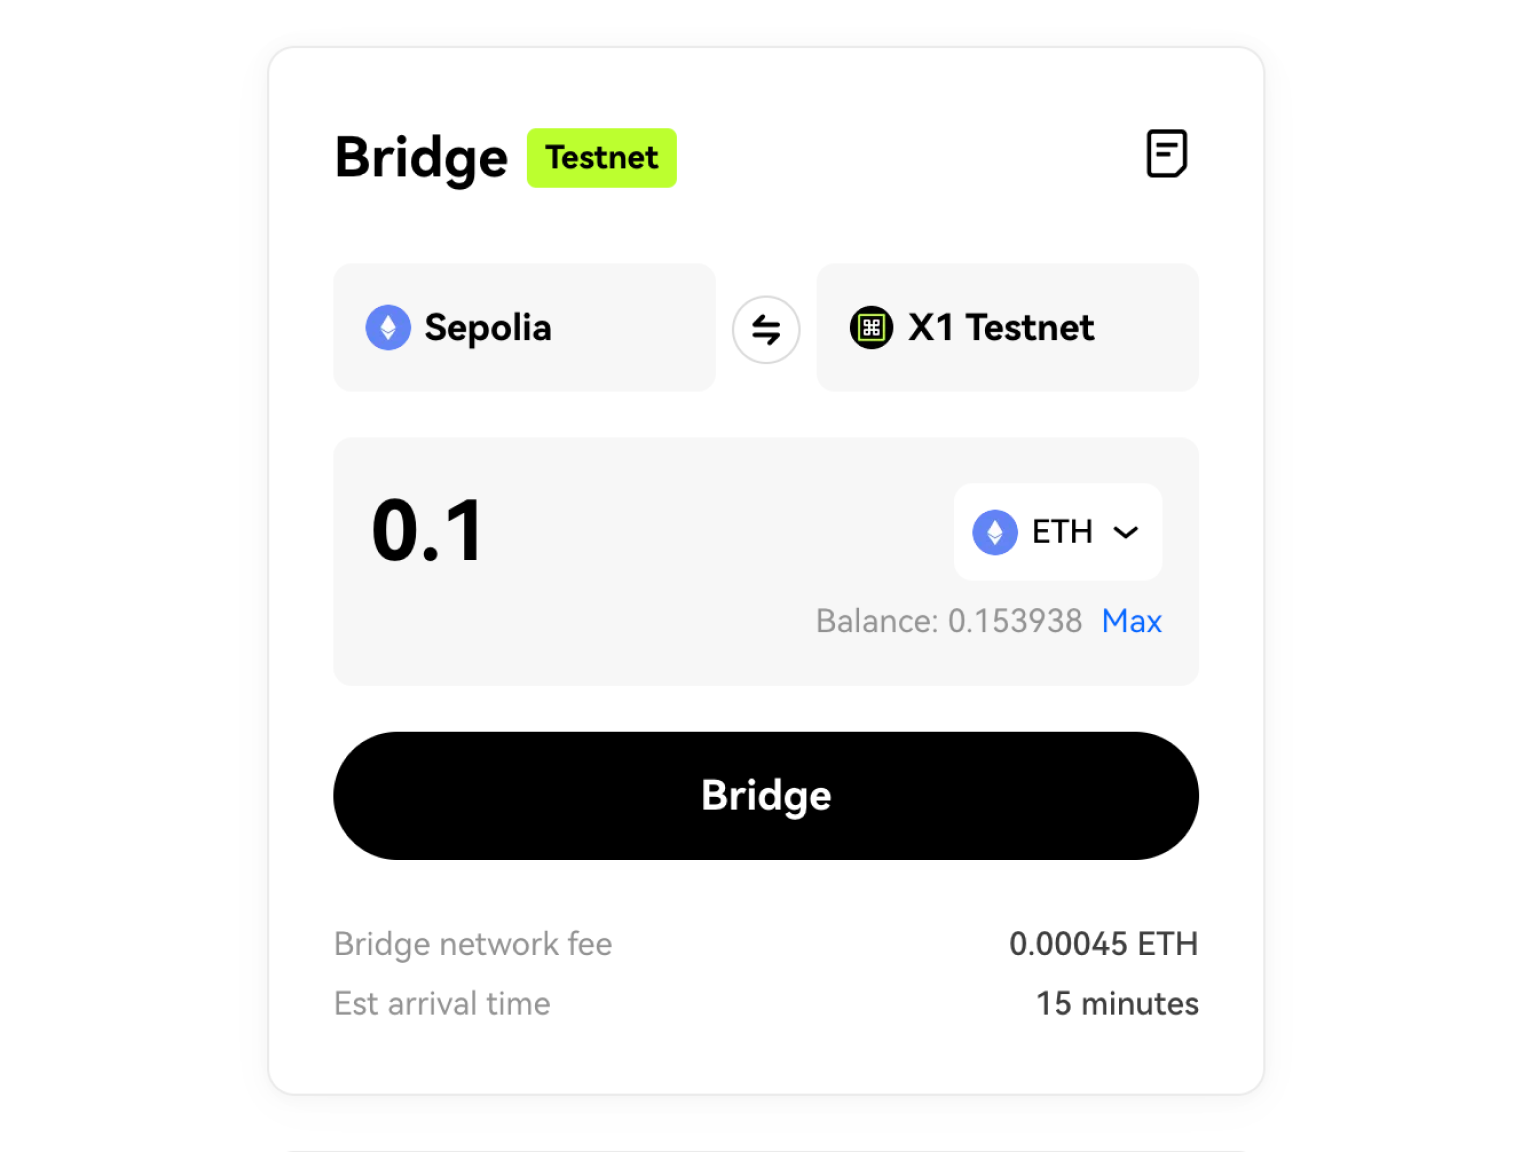 Bridge Testnet
Sepolia X1 Testnet
0.1 ETH
Balance: 0.153938 Max
Bridge
Bridge network fee 0.00045 ETH
Est arrival time 15 minutes